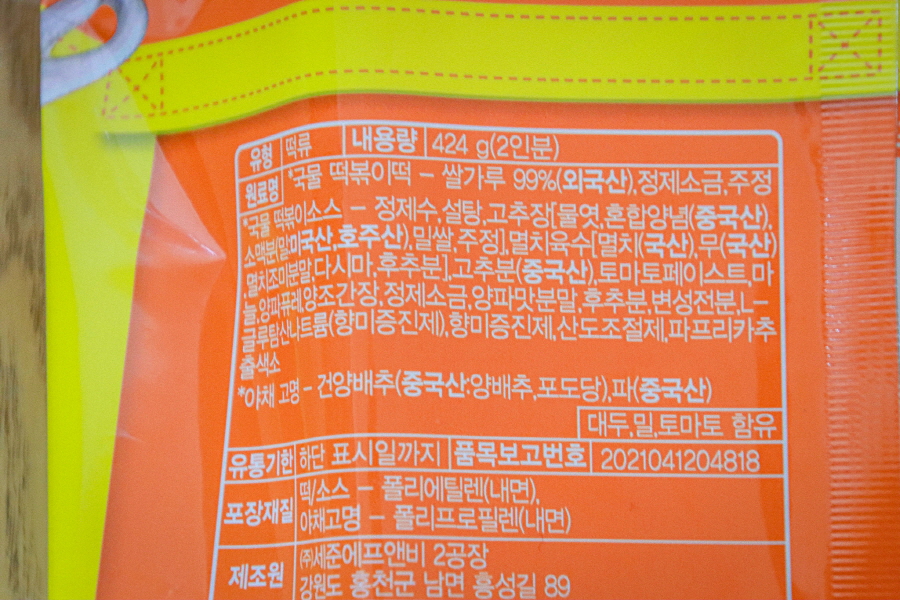 유형 떡류 내용량 424 g(2인분)
원료명 *국물 떡볶이떡 – 쌀가루 99%(외국산),정제소금,주정
*국물 떡볶이소스 – 정제수,설탕,고추장[물엿,혼합양념(중국산),
소맥분(밀:미국산,호주산),밀쌀,주정],멸치육수[멸치(국산),무(국산)
,멸치조미분말,다시마,후추분],고추분(중국산),토마토페이스트,마
늘,양파퓨레,양조간장,정제소금,양파맛분말,후추분,변성전분,L–
글루탐산나트륨(향미증진제),향미증진제,산도조절제,파프리카추
출색소
*야채 고명 – 건양배추(중국산:양배추,포도당),파(중국산)
대두,밀,토마토 함유
유통기한 하단 표시일까지 품목보고번호 2021041204818
포장재질 떡/소스 – 폴리에틸렌(내면),
야채고명 – 폴리프로필렌(내면)
제조원 (주)세준에프앤비 2공장
강원도 홍천군 남면 홍성길 89